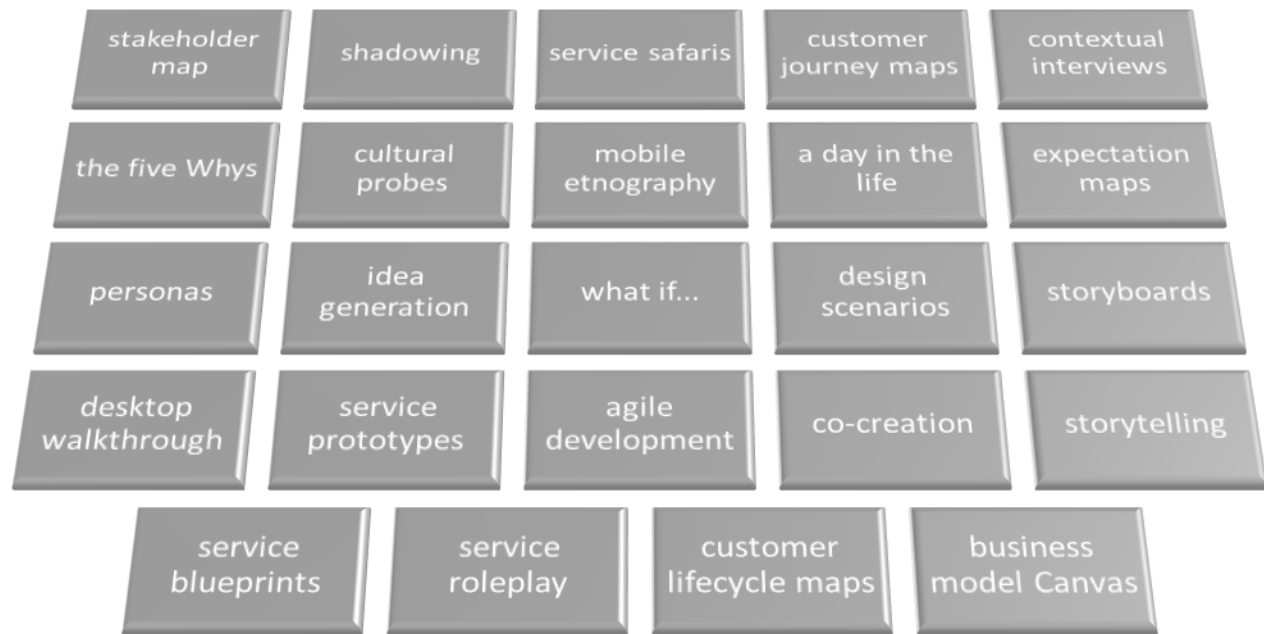 stakeholder
map
shadowing
service safaris
customer
journey maps
contextual
interviews
the five Whys
cultural
probes
mobile
etnography
a day in the
life
expectation
maps
personas
idea
generation
what if...
design
scenarios
storyboards
desktop
walkthrough
service
prototypes
agile
development
co-creation
storytelling
service
blueprints
service
roleplay
customer
lifecycle maps
business
model Canvas